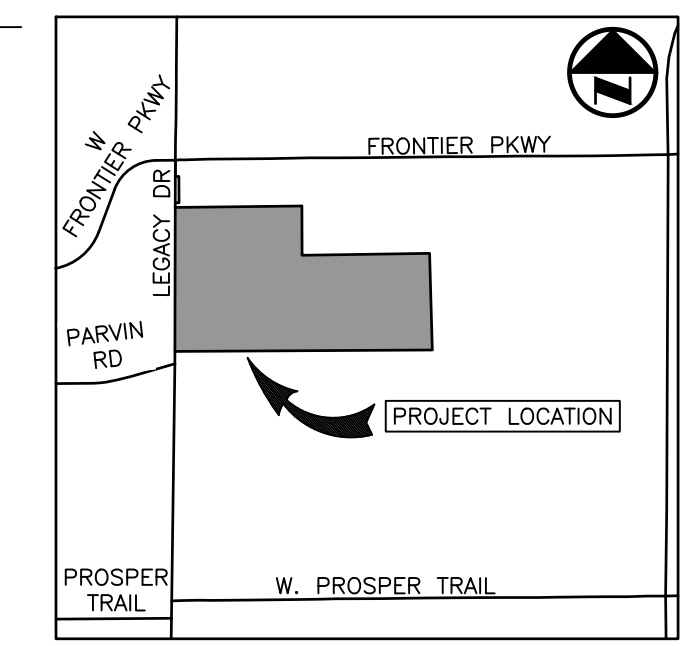 W
FRONTIER PKWY
FRONTIER PKWY
LEGACY DR
PARVIN
RD
PROJECT LOCATION
PROSPER
TRAIL
W. PROSPER TRAIL
N